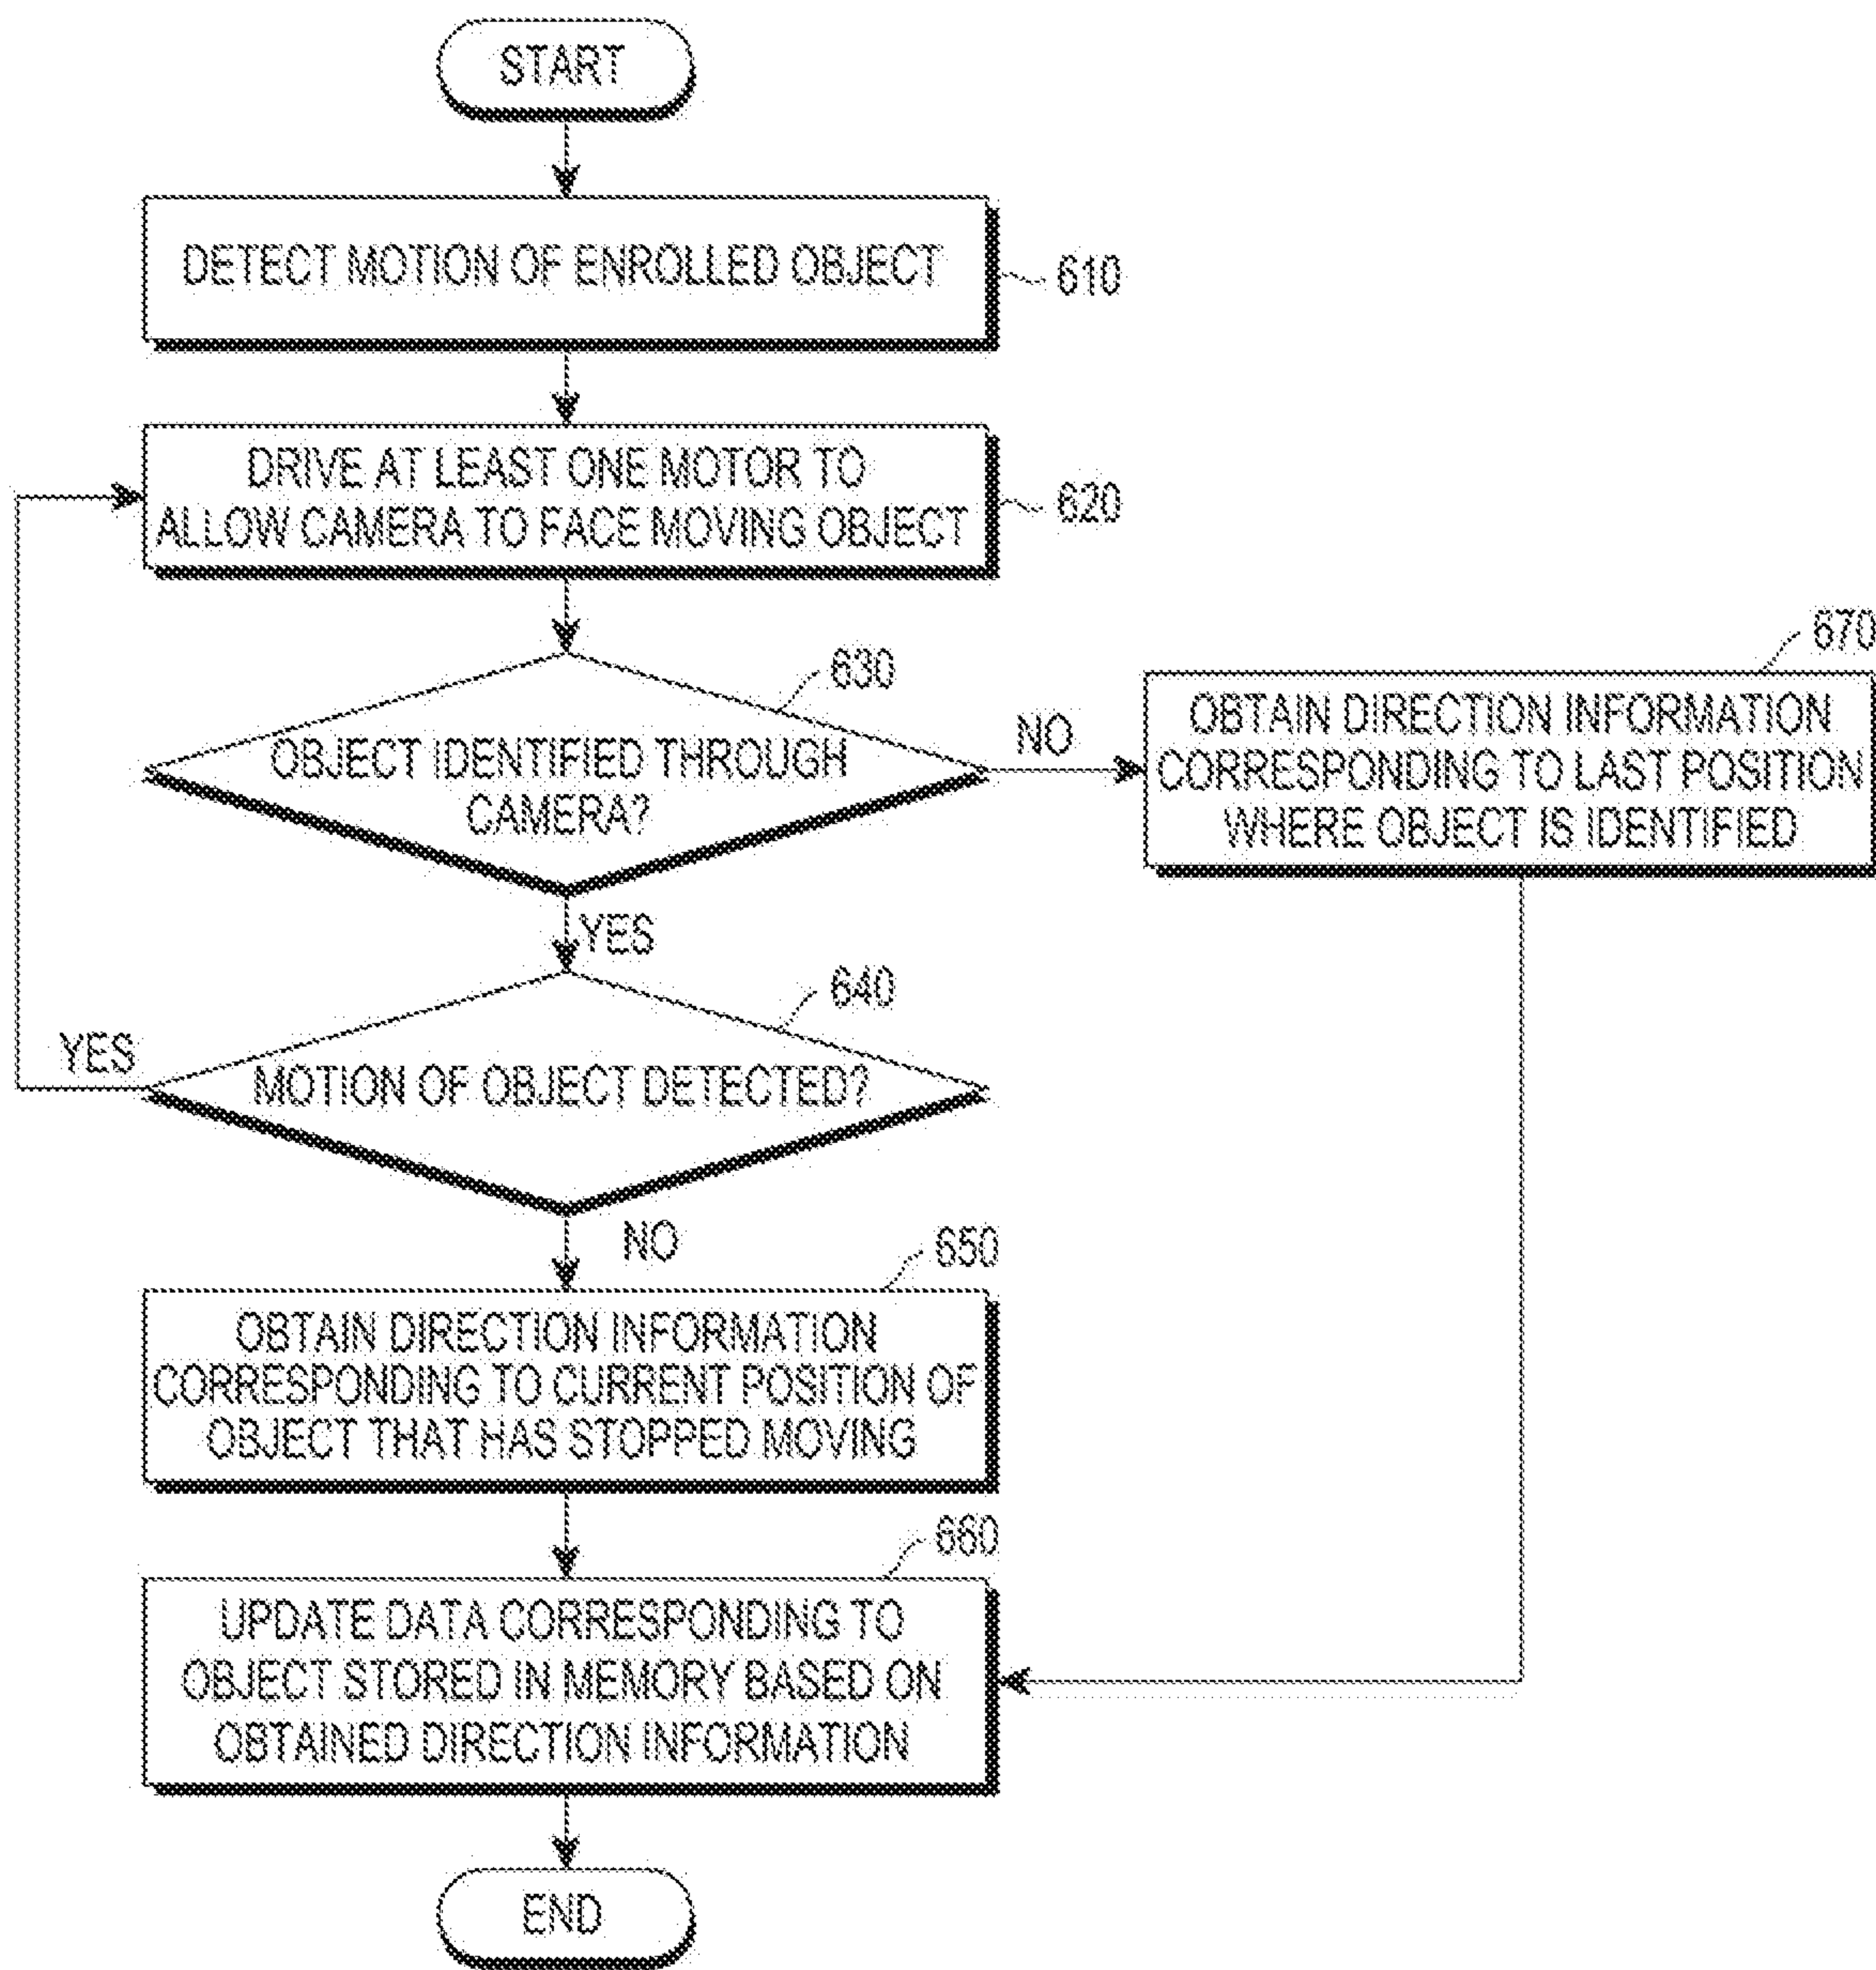 START
DETECT MOTION OF ENROLLED OBJECT
610
DRIVE AT LEAST ONE MOTOR TO
ALLOW CAMERA TO FACE MOVING OBJECT
620
630
OBJECT IDENTIFIED THROUGH
CAMERA?
NO
670
OBTAIN DIRECTION INFORMATION
CORRESPONDING TO LAST POSITION
WHERE OBJECT IS IDENTIFIED
YES
640
YES
MOTION OF OBJECT DETECTED?
NO
650
OBTAIN DIRECTION INFORMATION
CORRESPONDING TO CURRENT POSITION OF
OBJECT THAT HAS STOPPED MOVING
660
UPDATE DATA CORRESPONDING TO
OBJECT STORED IN MEMORY BASED ON
OBTAINED DIRECTION INFORMATION
END